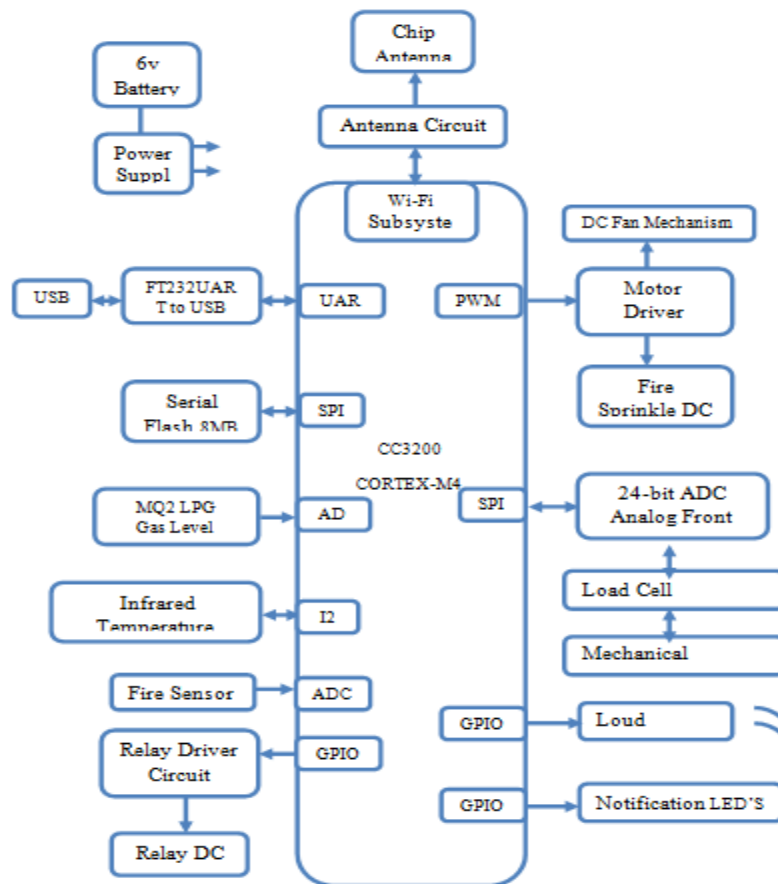 Chip
Antenna
6v
Battery
Antenna Circuit
Power
Suppl
Wi-Fi
Subsyste
DC Fan Mechanism
USB
FT232UAR
T to USB
UAR
PWM
Motor
Driver
Serial
Flash 8MB
SPI
Fire
Sprinkle DC
CC3200
CORTEX-M4
MQ2 LPG
Gas Level
AD
SPI
24-bit ADC
Analog Front
Infrared
Temperature
I2
Load Cell
Mechanical
Fire Sensor
ADC
GPIO
Loud
Relay Driver
Circuit
GPIO
GPIO
Notification LED'S
Relay DC